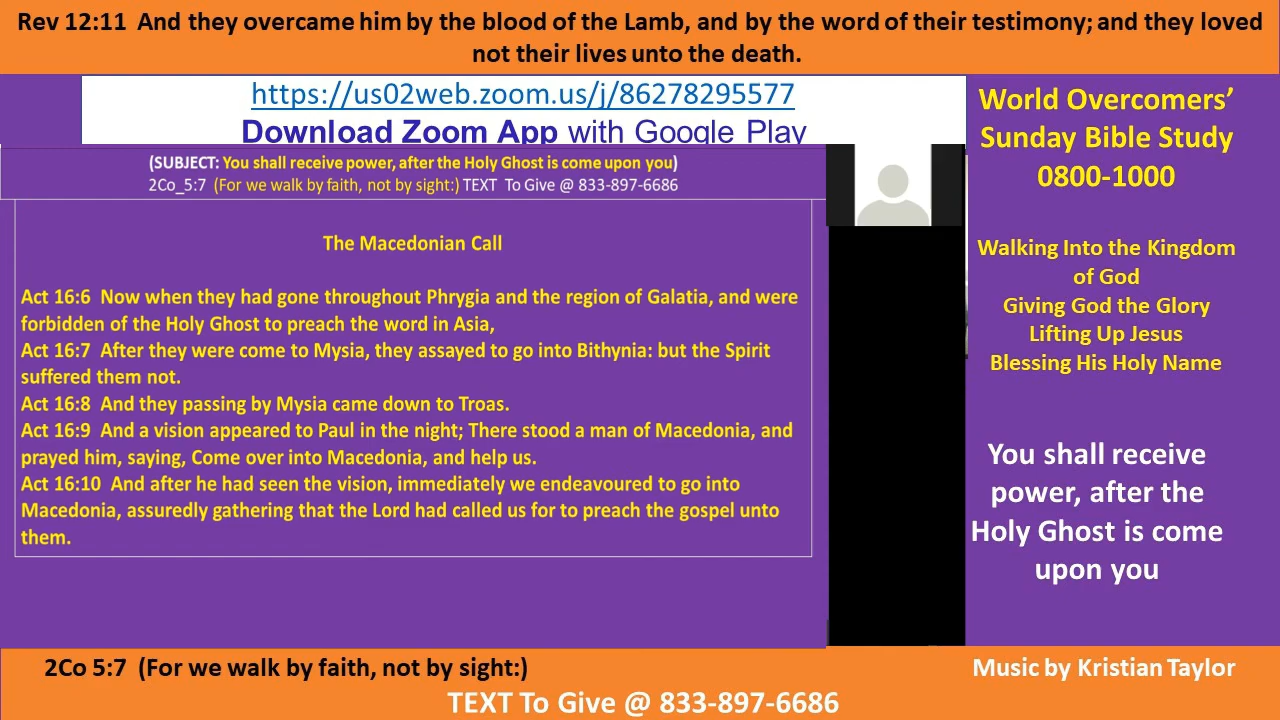 Rev 12:11  And they overcame him by the blood of the Lamb, and by the word of their testimony; and they loved
not their lives unto the death.
https://us02web.zoom.us/j/86278295577
Download Zoom App with Google Play
(SUBJECT: You shall receive power, after the Holy Ghost is come upon you)
2Co_5:7  (For we walk by faith, not by sight:) TEXT  To Give @ 833-897-6686
The Macedonian Call
Act 16:6  Now when they had gone throughout Phrygia and the region of Galatia, and were
forbidden of the Holy Ghost to preach the word in Asia,
Act 16:7  After they were come to Mysia, they assayed to go into Bithynia: but the Spirit
suffered them not.
Act 16:8  And they passing by Mysia came down to Troas.
Act 16:9  And a vision appeared to Paul in the night; There stood a man of Macedonia, and
prayed him, saying, Come over into Macedonia, and help us.
Act 16:10  And after he had seen the vision, immediately we endeavoured to go into
Macedonia, assuredly gathering that the Lord had called us for to preach the gospel unto
them.
World Overcomers’
Sunday Bible Study
0800-1000
Walking Into the Kingdom
of God
Giving God the Glory
Lifting Up Jesus
Blessing His Holy Name
You shall receive
power, after the
Holy Ghost is come
upon you
2Co 5:7  (For we walk by faith, not by sight:)
Music by Kristian Taylor
TEXT To Give @ 833-897-6686